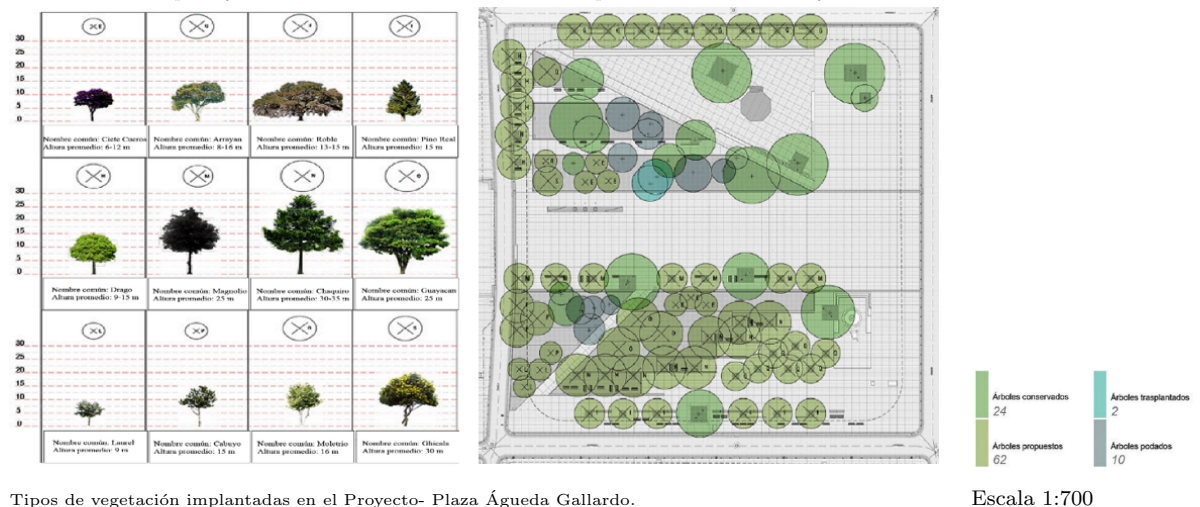 30
25
20
15
10
5
0
Nombre común: Ciete Cueros
Altura promedio: 6-12 m
Nombre común: Arrayan
Altura promedio: 8-16 m
Nombre común: Roble
Altura promedio: 13-15 m
Nombre común: Pino Real
Altura promedio: 15 m
30
25
20
15
10
5
0
Nombre común: Drago
Altura promedio: 9-15 m
Nombre común: Magnolio
Altura promedio: 25 m
Nombre común: Chaquiro
Altura promedio: 30-35 m
Nombre común: Guayacan
Altura promedio: 25 m
30
25
20
15
10
5
0
Nombre común: Laurel
Altura promedio: 9 m
Nombre común: Cabuyo
Altura promedio: 15 m
Nombre común:
Altura promedio: 16 m
Nombre común:
Altura promedio: 30 m
Árboles conservados
24
Árboles trasplantados
2
Árboles propuestos
62
Árboles podados
10
Tipos de vegetación implantadas en el Proyecto- Plaza Águeda Gallardo.
Escala 1:700